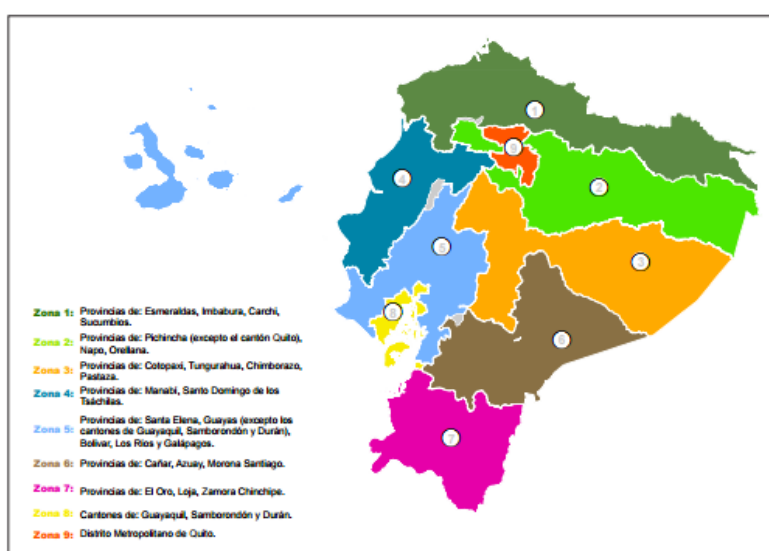 1
9
4
2
5
3
8
6
7
Zona 1: Provincias de: Esmeraldas, Imbabura, Carchi,
Sucumbios.
Zona 2: Provincias de: Pichincha (excepto el cantón Quito),
Napo, Orellana.
Zona 3: Provincias de: Cotopaxi, Tungurahua, Chimborazo,
Pastaza.
Zona 4: Provincias de: Manabí, Santo Domingo de los
Tsáchilas.
Zona 5: Provincias de: Santa Elena, Guayas (excepto los
cantones de Guayaquil, Samborondón y Durán),
Bolívar, Los Ríos y Galápagos.
Zona 6: Provincias de: Cañar, Azuay, Morona Santiago.
Zona 7: Provincias de: El Oro, Loja, Zamora Chinchipe.
Zona 8: Cantones de: Guayaquil, Samborondón y Durán.
Zona 9: Distrito Metropolitano de Quito.